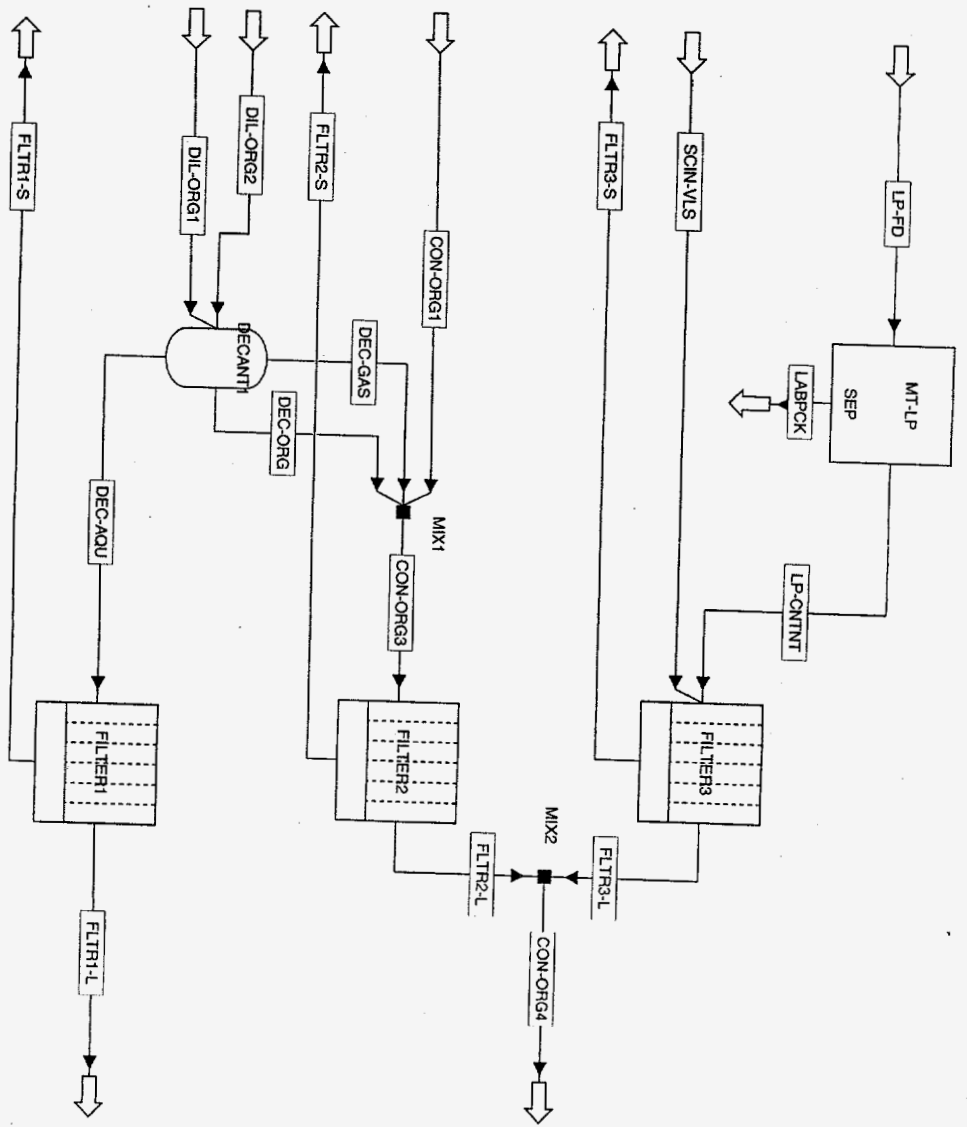 LP-FD
MT-LP
SEP
LABPCK
LP-CNTNT
SCIN-VLS
FLTR3-S
FILTER3
FLTR3-L
CON-ORG1
FLTR2-S
DIL-ORG2
DIL-ORG1
DECANT1
DEC-GAS
DEC-ORG
MIX1
CON-ORG3
FILTER2
FLTR2-L
MIX2
CON-ORG4
FLTR1-S
DEC-AQU
FILTER1
FLTR1-L